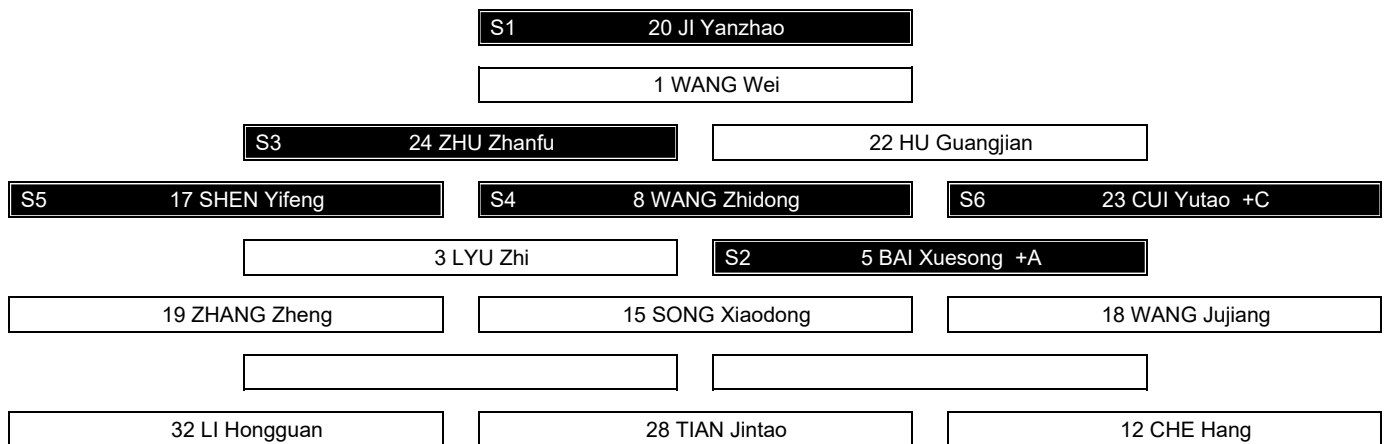 S1 20 JI Yanzhao
1 WANG Wei
S3 24 ZHU Zhanfu 22 HU Guangjian
S5 17 SHEN Yifeng S4 8 WANG Zhidong S6 23 CUI Yutao +C
3 LYU Zhi S2 5 BAI Xuesong +A
19 ZHANG Zheng 15 SONG Xiaodong 18 WANG Jujiang
32 LI Hongguan 28 TIAN Jintao 12 CHE Hang